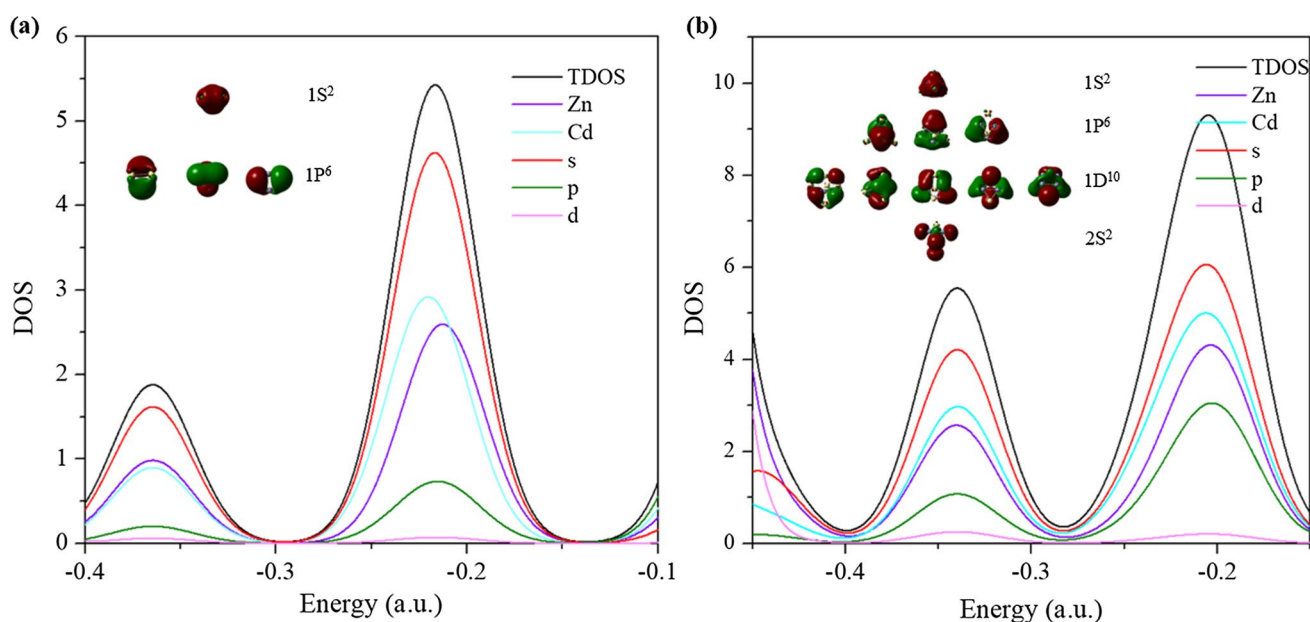 (a)
6
5
4
3
2
1
0
DOS
-0.4
-0.3
-0.2
-0.1
Energy (a.u.)
TDOS
Zn
Cd
s
p
d
1S²
1P⁶
(b)
10
8
6
4
2
0
DOS
-0.4
-0.3
-0.2
Energy (a.u.)
TDOS
Zn
Cd
s
p
d
1S²
1P⁶
1D¹⁰
2S²